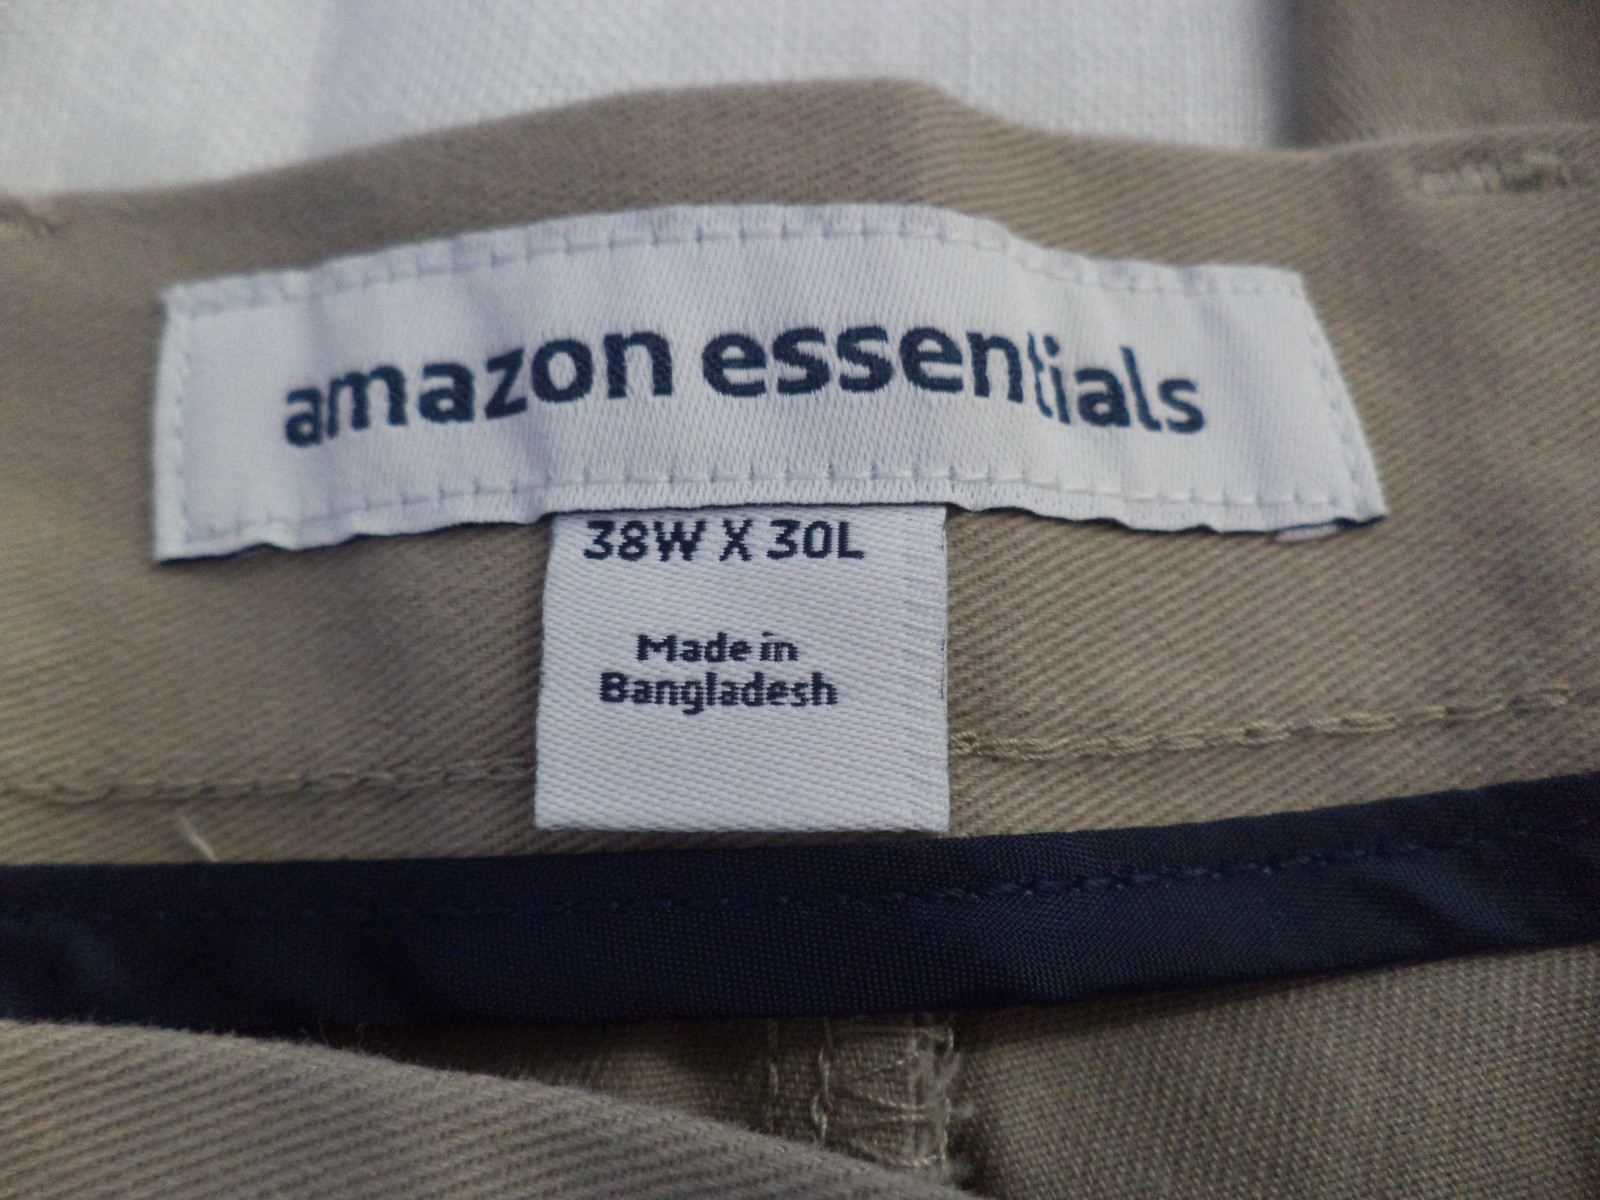 amazon essentials
38W X 30L
Made in
Bangladesh